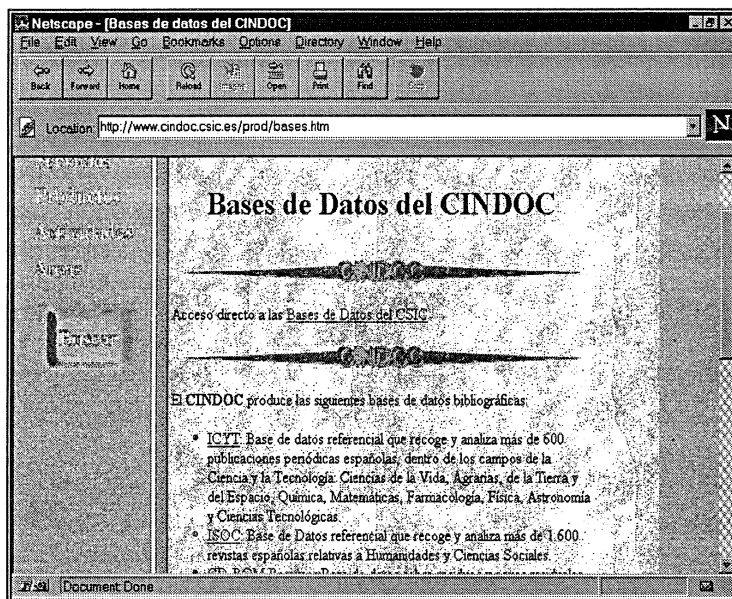 Netscape - [Bases de datos del CINDOC]
File Edit View Go Bookmarks Options Directory Window Help
Back Forward Home Reload Images Open Print Find Stop
Location: http://www.cindoc.csic.es/prod/bases.htm
N
Bases de Datos del CINDOC
CINDOC
Acceso directo a las Bases de Datos del CSIC
CINDOC
El CINDOC produce las siguientes bases de datos bibliográficas:
• ICYT: Base de datos referencial que recoge y analiza más de 600
publicaciones periódicas españolas, dentro de los campos de la
Ciencia y la Tecnología: Ciencias de la Vida, Agrarias, de la Tierra y
del Espacio, Química, Matemáticas, Farmacología, Física, Astronomía
y Ciencias Tecnológicas.
• ISOC: Base de Datos referencial que recoge y analiza más de 1.600
revistas españolas relativas a Humanidades y Ciencias Sociales.
Document: Done